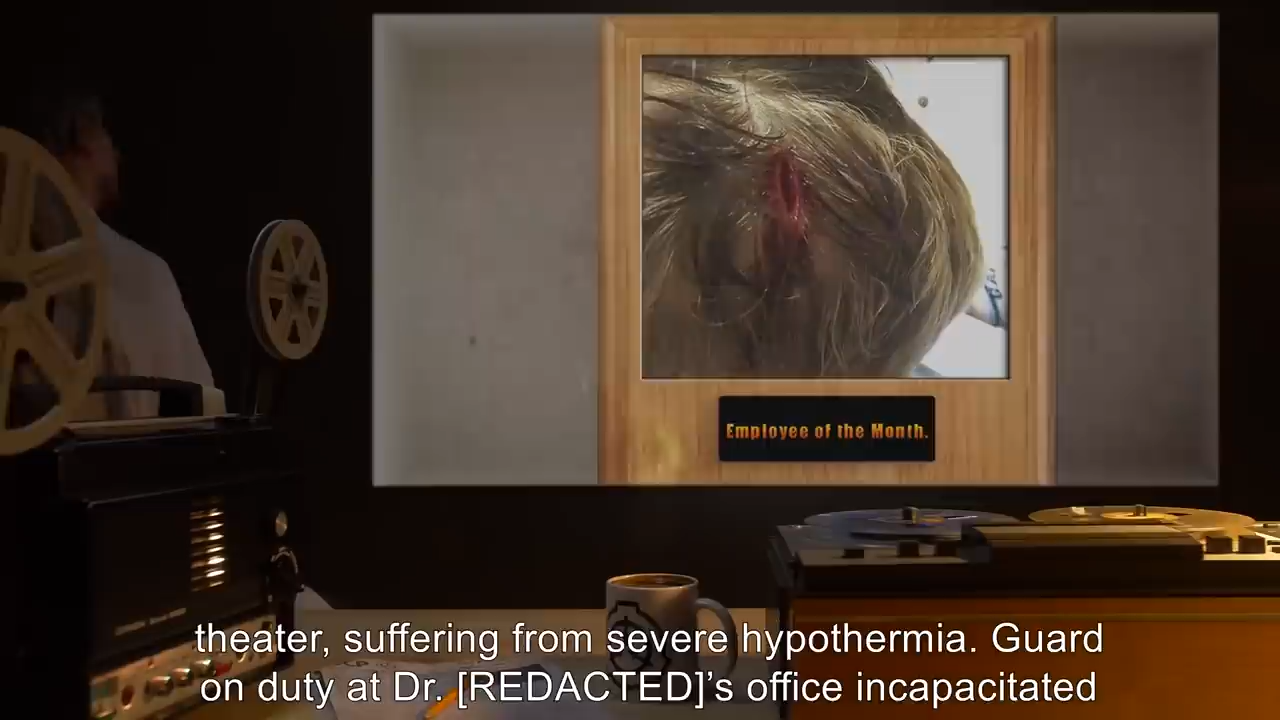 Employee of the Month.
theater, suffering from severe hypothermia. Guard
on duty at Dr. [REDACTED]’s office incapacitated